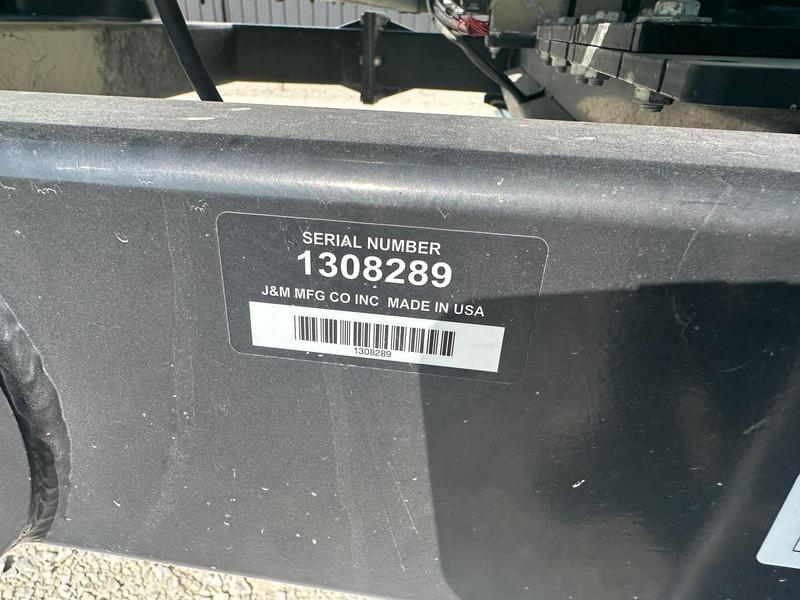 SERIAL NUMBER
1308289
J&M MFG CO INC MADE IN USA
1308289